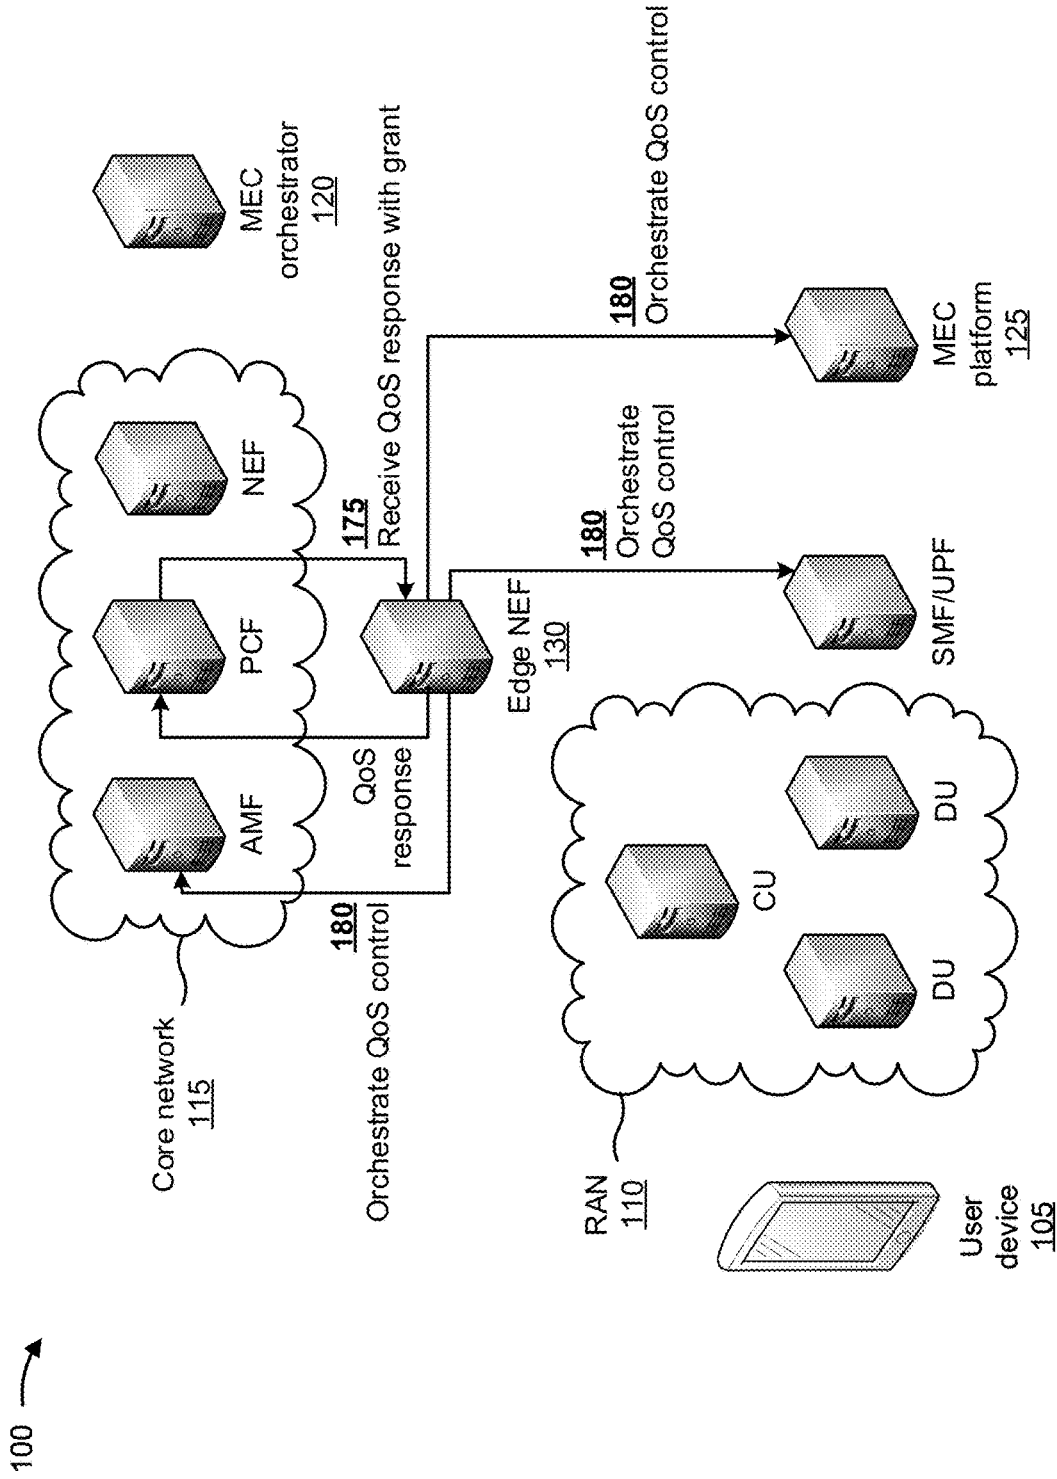 100
Core network
115
AMF
PCF
NEF
MEC
orchestrator
120
180
Orchestrate QoS control
QoS
response
175
Receive QoS response with grant
Edge NEF
130
180
Orchestrate
QoS control
180
Orchestrate QoS control
RAN
110
CU
DU
DU
SMF/UPF
MEC
platform
125
User
device
105